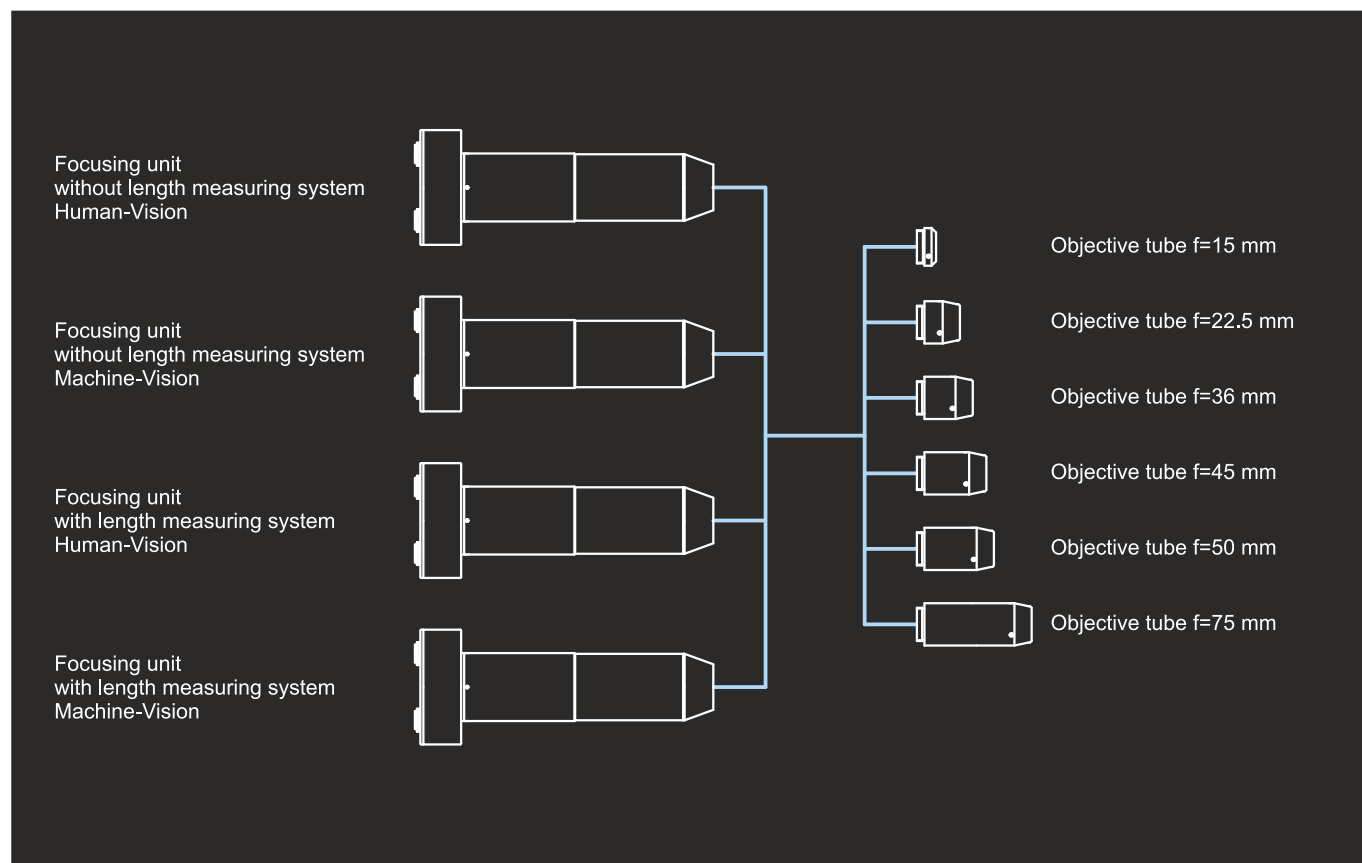 Focusing unit
without length measuring system
Human-Vision
Focusing unit
without length measuring system
Machine-Vision
Focusing unit
with length measuring system
Human-Vision
Focusing unit
with length measuring system
Machine-Vision
Objective tube f=15 mm
Objective tube f=22.5 mm
Objective tube f=36 mm
Objective tube f=45 mm
Objective tube f=50 mm
Objective tube f=75 mm